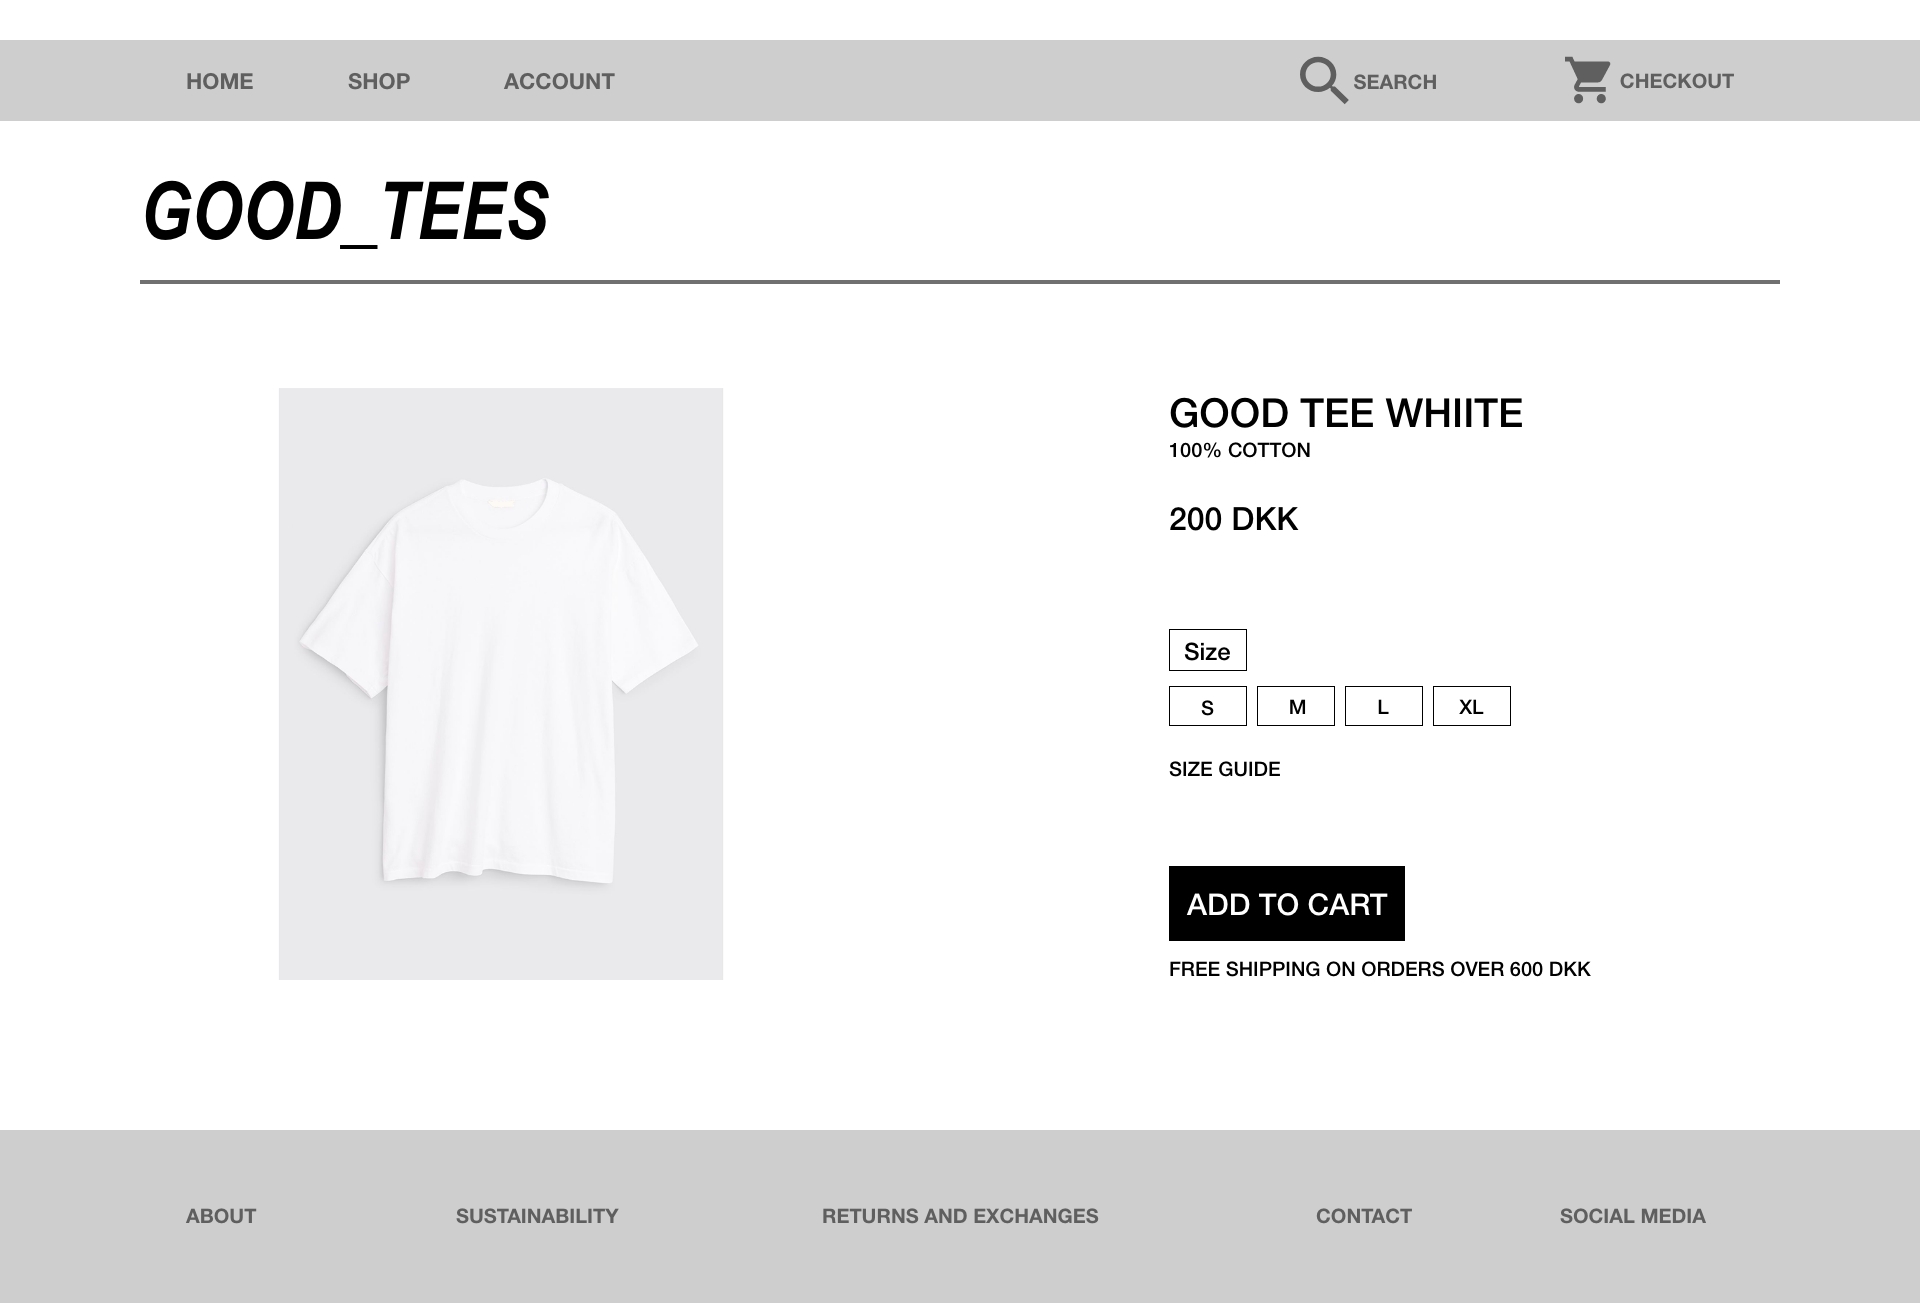 HOME SHOP ACCOUNT SEARCH CHECKOUT
GOOD_TEES
GOOD TEE WHIITE
100% COTTON
200 DKK
Size
S M L XL
SIZE GUIDE
ADD TO CART
FREE SHIPPING ON ORDERS OVER 600 DKK
ABOUT SUSTAINABILITY RETURNS AND EXCHANGES CONTACT SOCIAL MEDIA